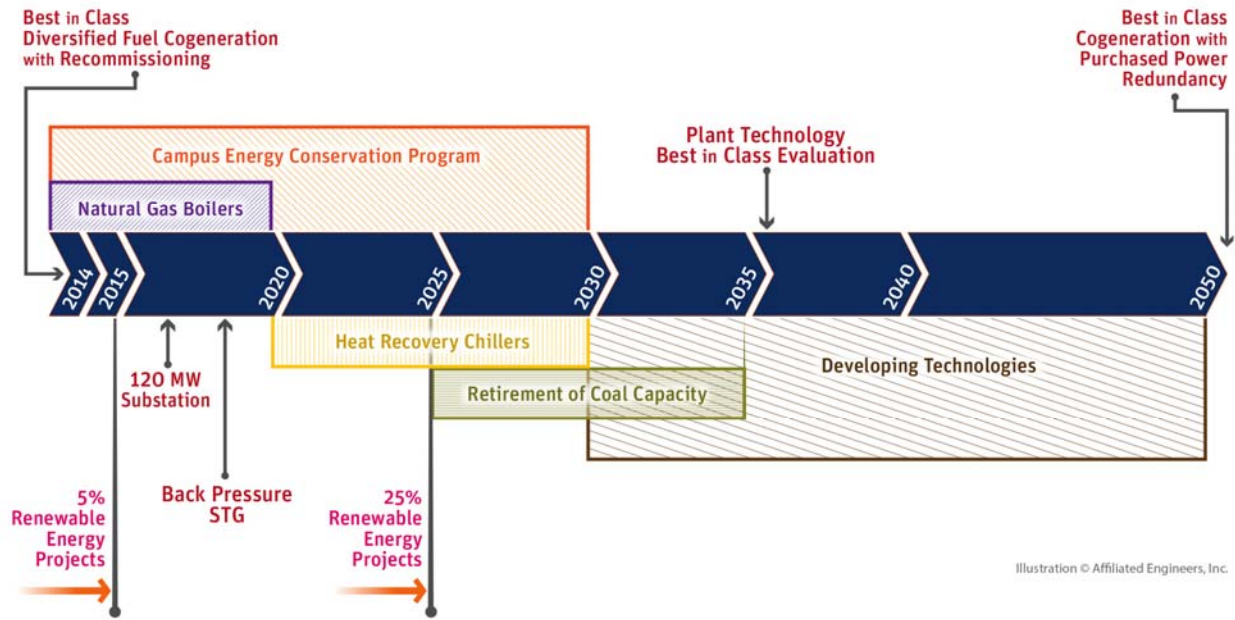 Best in Class
Diversified Fuel Cogeneration
with Recommissioning
Best in Class
Cogeneration with
Purchased Power
Redundancy
Plant Technology
Best in Class Evaluation
Campus Energy Conservation Program
Natural Gas Boilers
2014
2015
2020
2025
2030
2035
2040
2050
Heat Recovery Chillers
Developing Technologies
120 MW
Substation
Retirement of Coal Capacity
Back Pressure
STG
5%
Renewable
Energy
Projects
25%
Renewable
Energy
Projects
Illustration © Affiliated Engineers, Inc.